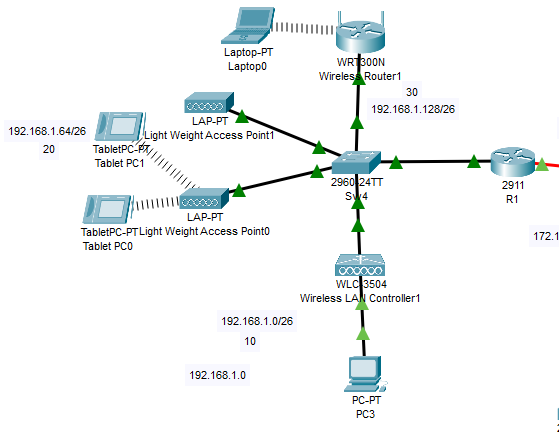 Laptop-PT
Laptop0
WRT300N
Wireless Router1
30
192.168.1.128/26
LAP-PT
Light Weight Access Point1
192.168.1.64/26
20
TabletPC-PT
Tablet PC1
2960-24TT
Sw4
2911
R1
LAP-PT
Light Weight Access Point0
TabletPC-PT
Tablet PC0
172.1
WLC-3504
Wireless LAN Controller1
192.168.1.0/26
10
192.168.1.0
PC-PT
PC3